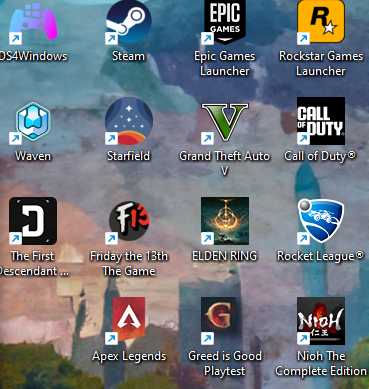 DS4Windows
Steam
EPIC
GAMES
Epic Games
Launcher
R
Rockstar Games
Launcher
Waven
Starfield
V
Grand Theft Auto
V
CALL OF DUTY
Call of Duty®
D
The First
Descendant ...
F13
Friday the 13th
The Game
ELDEN RING
Rocket League®
Apex Legends
G
Greed is Good
Playtest
NIOH
仁王
Nioh The
Complete Edition